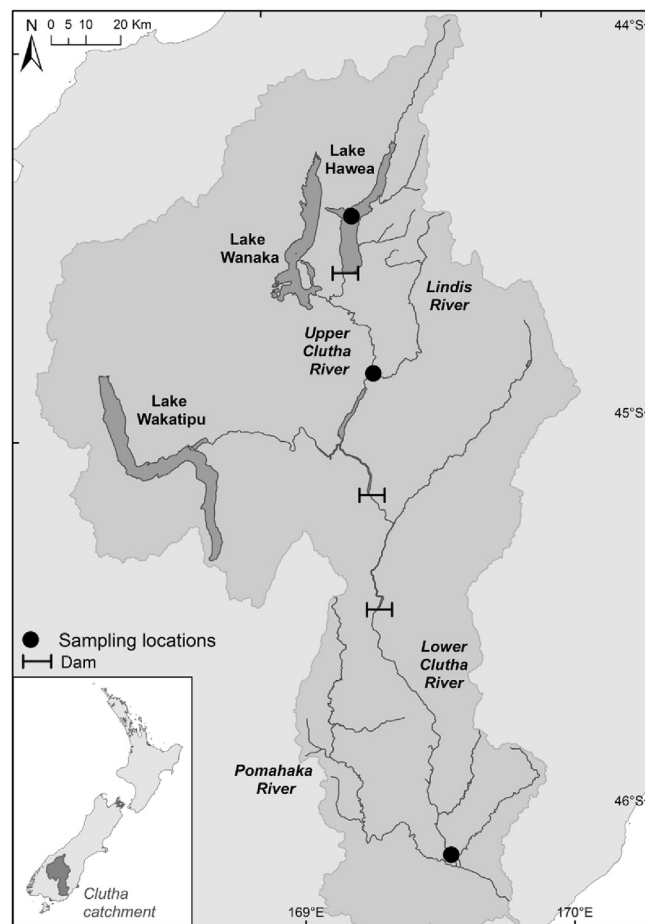 N
0 5 10 20 Km
44°S
Lake
Hawea
Lake
Wanaka
Lindis
River
Upper
Clutha
River
Lake
Wakatipu
45°S
Sampling locations
Dam
Lower
Clutha
River
Pomahaka
River
46°S
Clutha
catchment
169°E
170°E